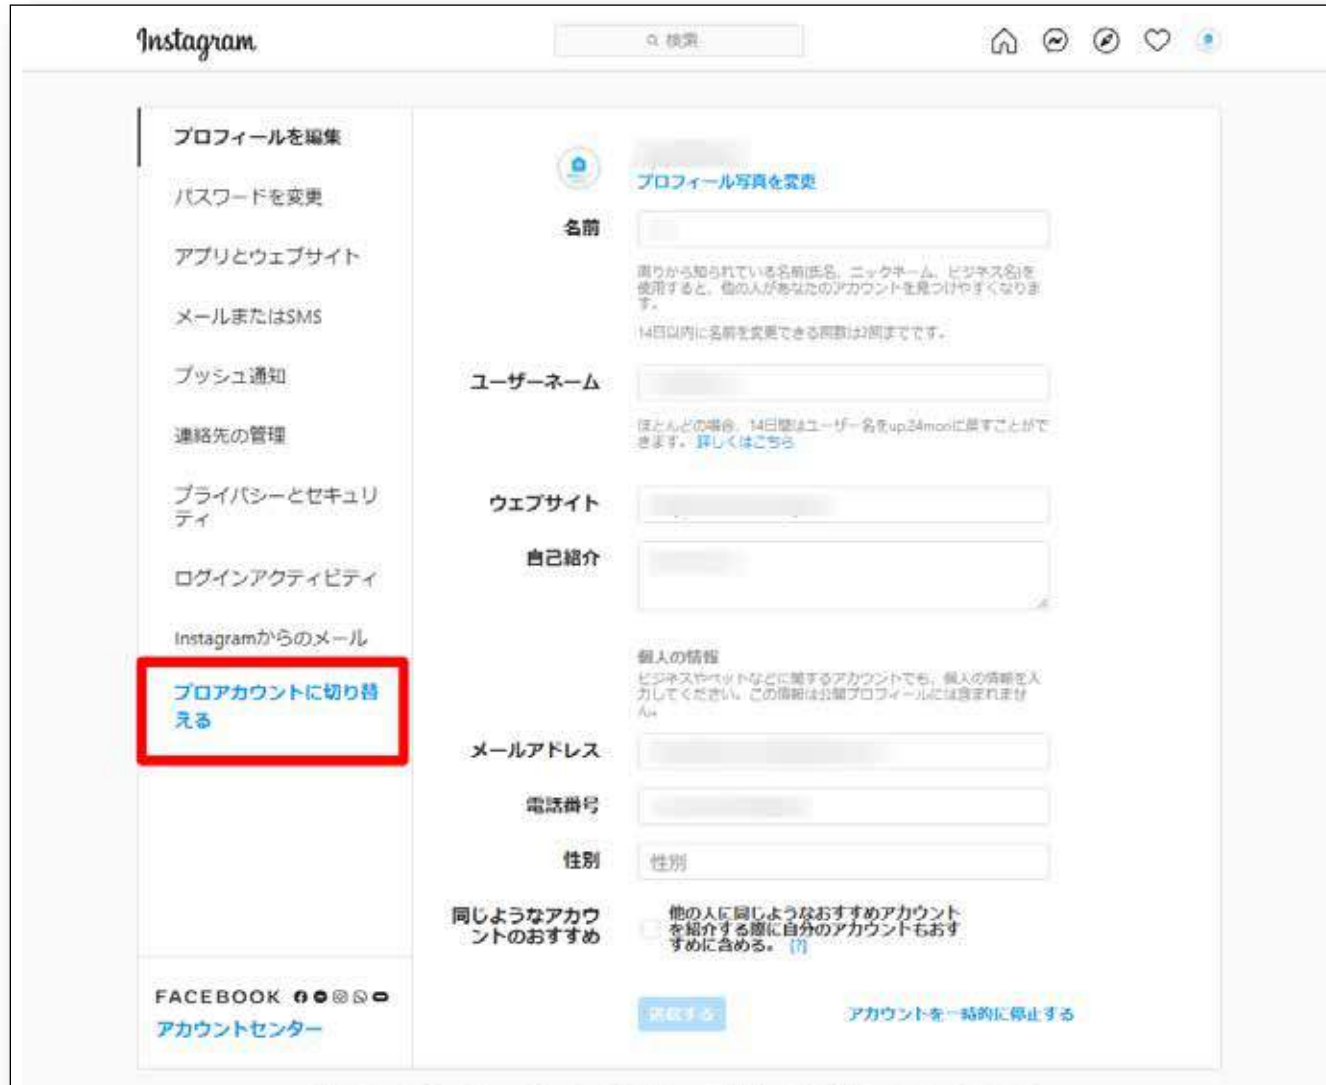 Instagram
検索
プロフィールを編集
パスワードを変更
アプリとウェブサイト
メールまたはSMS
プッシュ通知
連絡先の管理
プライバシーとセキュリ
ティ
ログインアクティビティ
Instagramからのメール
プロアカウントに切り替
える
FACEBOOK
アカウントセンター
プロフィール写真を変更
名前
周りから知られている名前(氏名、ニックネーム、ビジネス名)を
使用すると、他の人があなたのアカウントを見つけやすくなりま
す。
14日以内に名前を変更できる回数は2回までです。
ユーザーネーム
ほとんどの場合、14日間はユーザー名をup.24monに戻すことがで
きます。 詳しくはこちら
ウェブサイト
自己紹介
個人の情報
ビジネスやペットなどに関するアカウントでも、個人の情報を入
力してください。この情報は公開プロフィールには含まれませ
ん。
メールアドレス
電話番号
性別
性別
同じようなアカウ
ントのおすすめ
他の人に同じようなおすすめアカウント
を紹介する際に自分のアカウントもおす
すめに含める。 [?]
送信する
アカウントを一時的に停止する